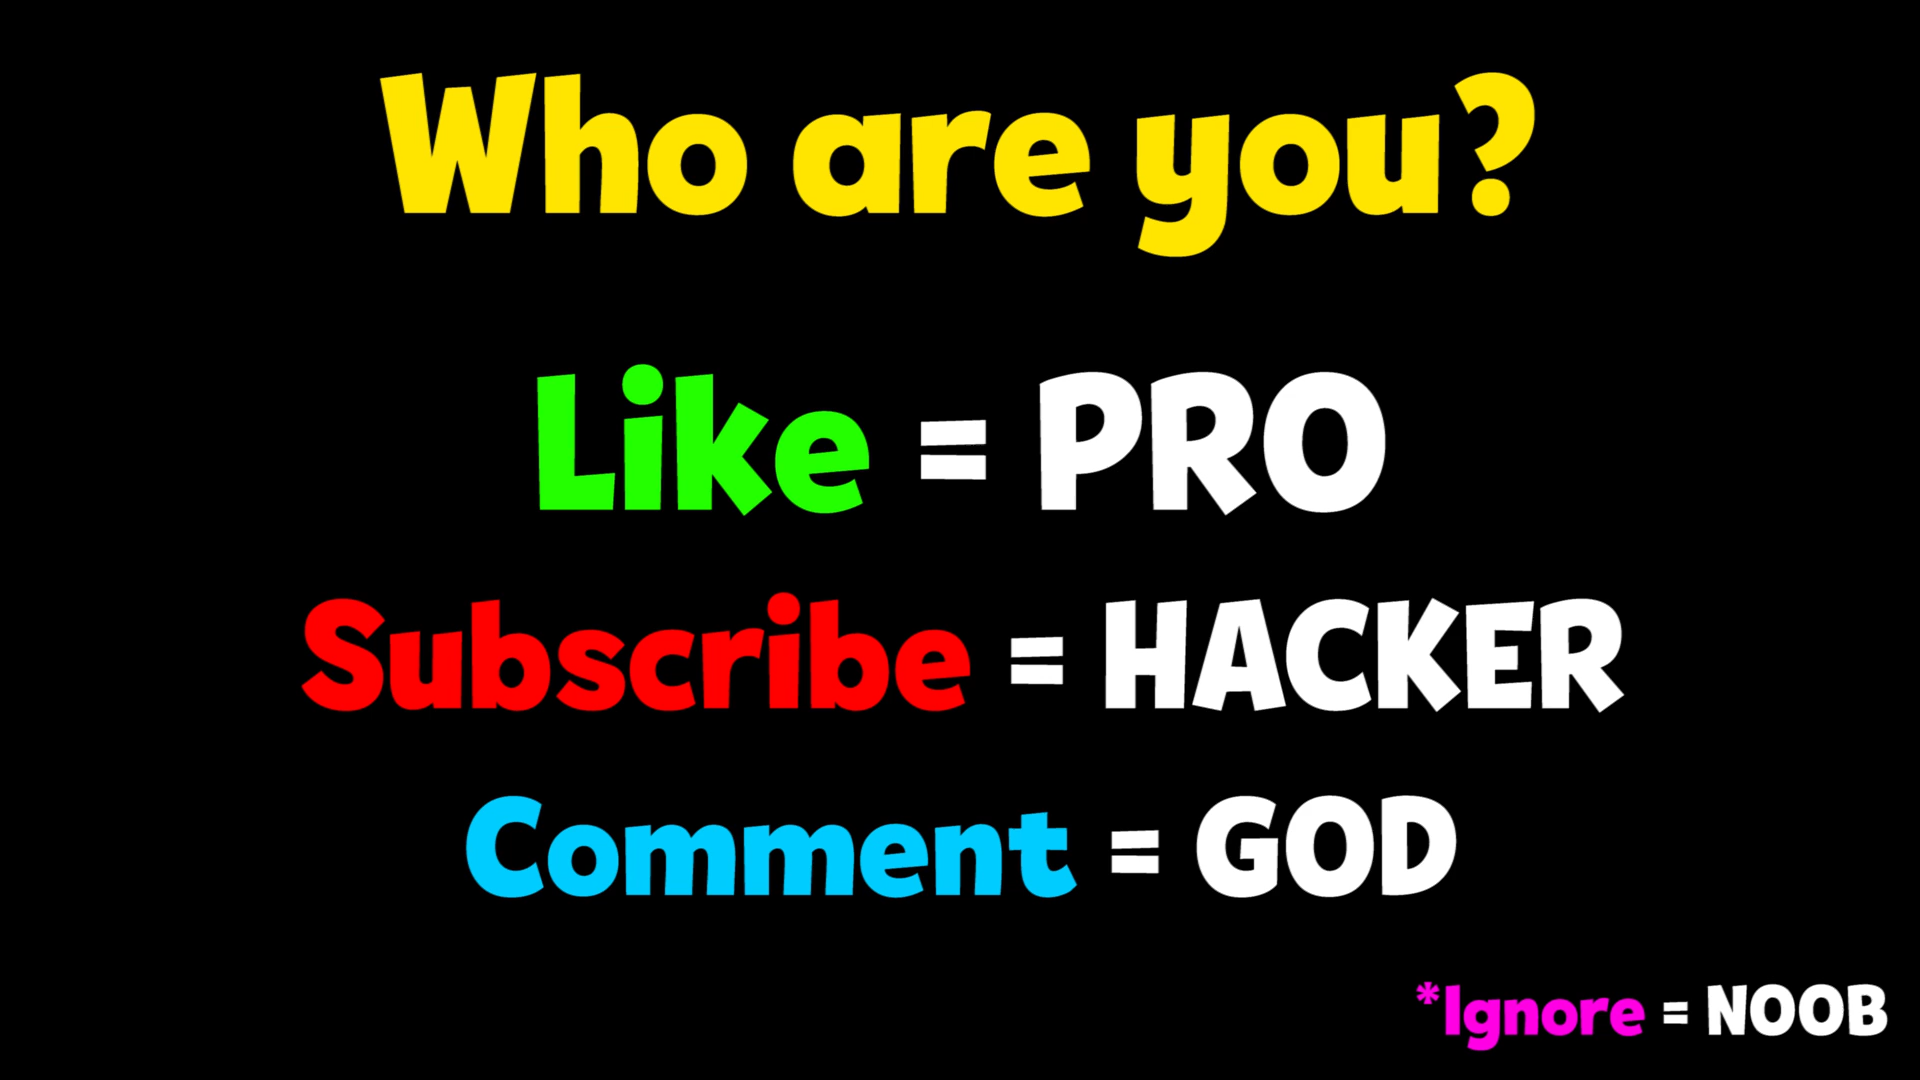 Who are you?
Like = PRO
Subscribe = HACKER
Comment = GOD
*Ignore = NOOB